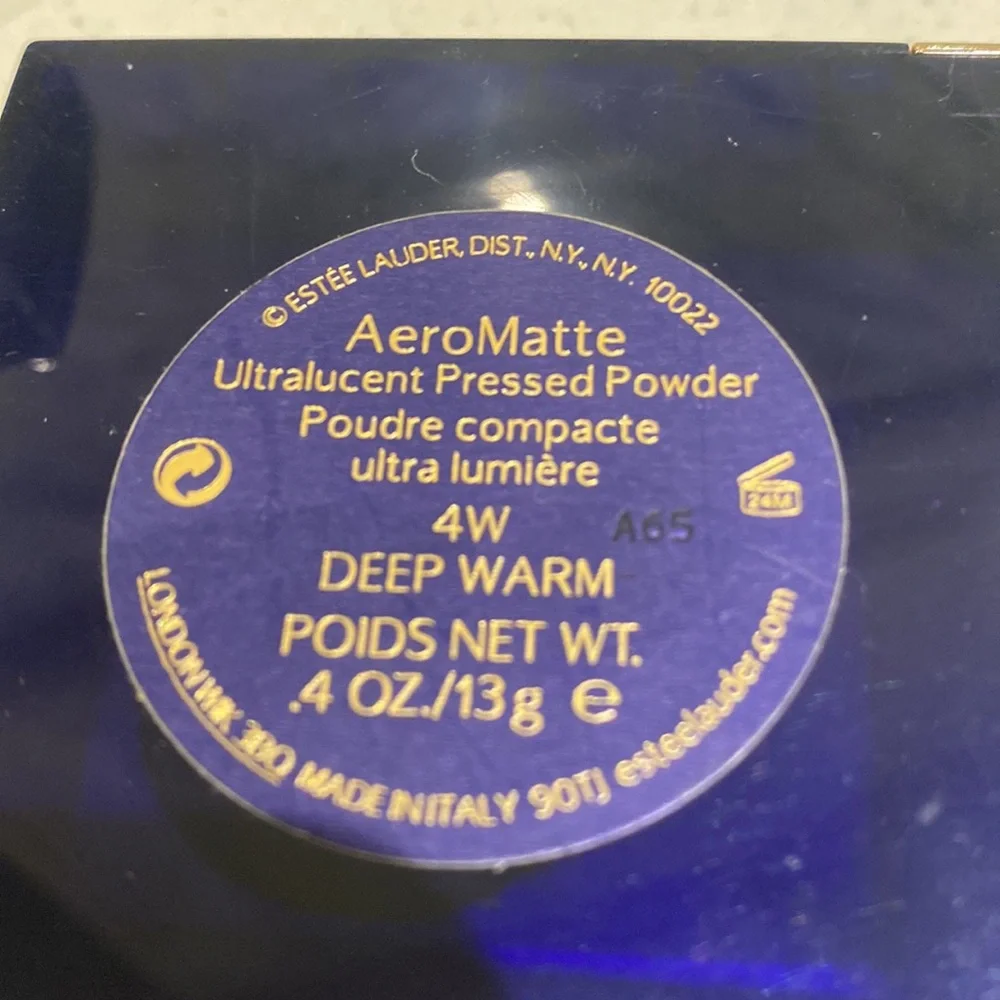 © ESTÉE LAUDER, DIST., N.Y., N.Y. 10022
AeroMatte
Ultralucent Pressed Powder
Poudre compacte
ultra lumière
24M
4W
A65
DEEP WARM
POIDS NET WT.
.4 OZ./13g e
LONDON W1K 3BQ MADE IN ITALY 90TJ esteelauder.com